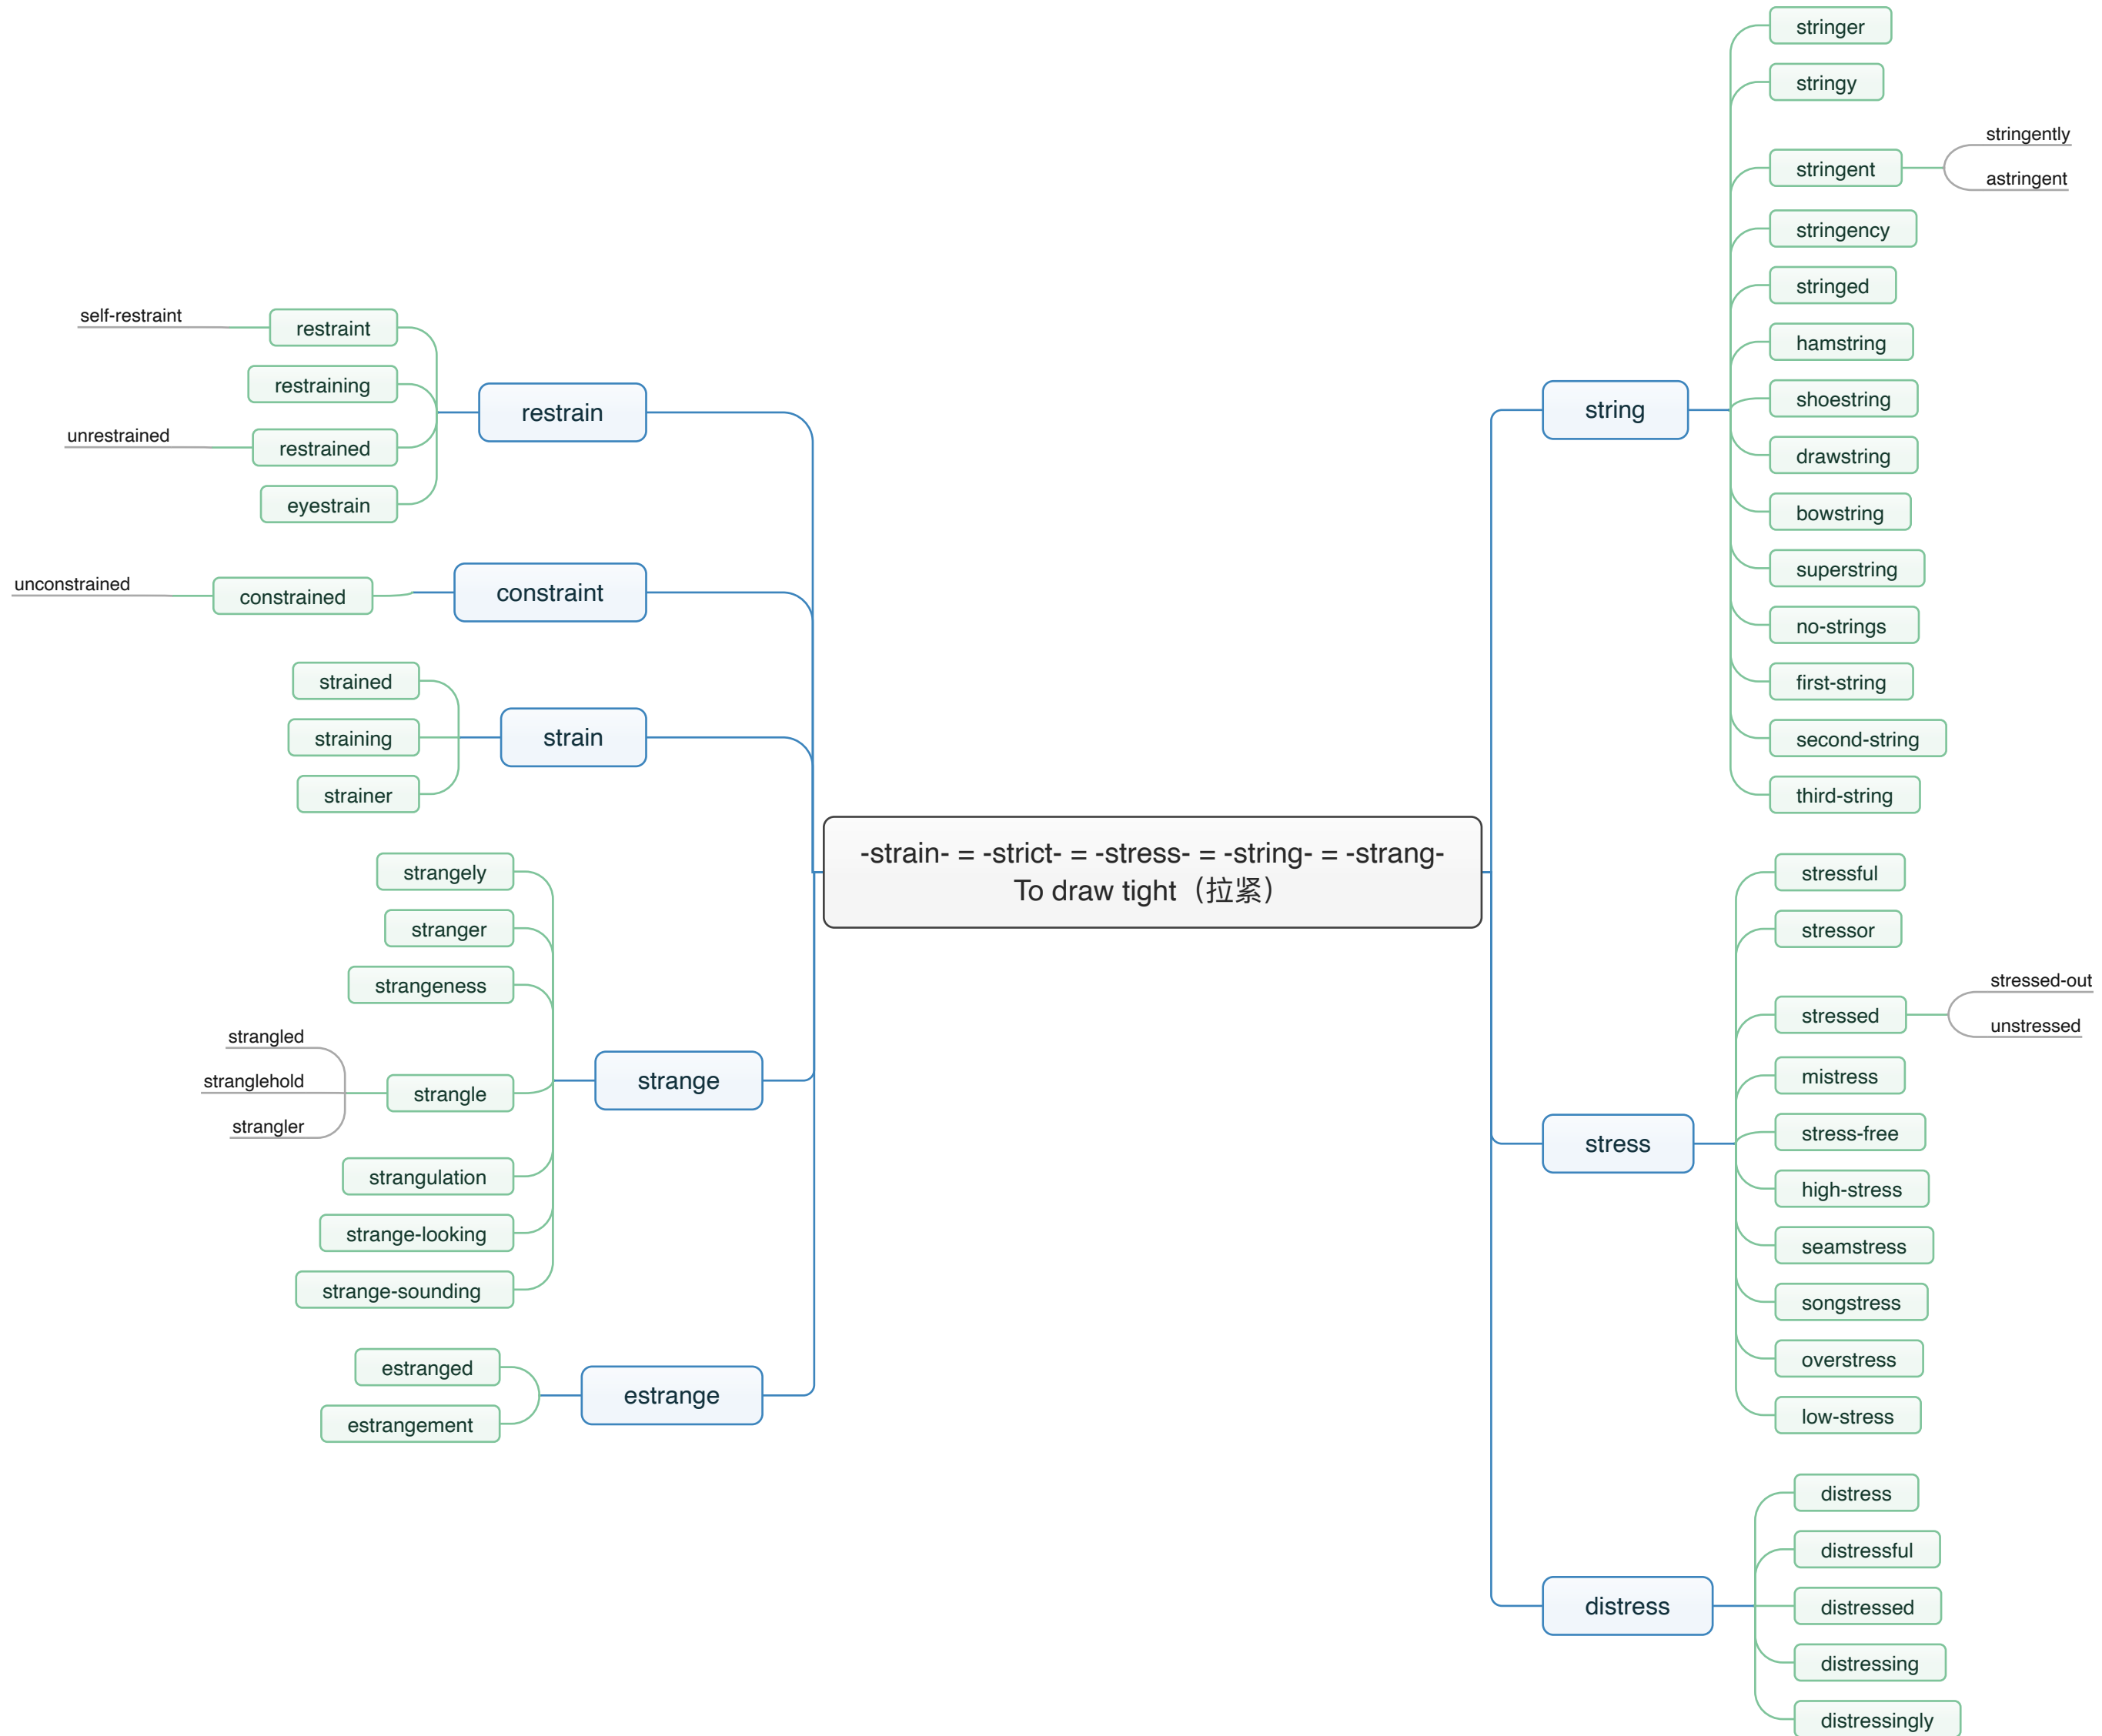 -strain- = -strict- = -stress- = -string- = -strang-
To draw tight（拉紧）
string
stringer
stringy
stringent
stringently
astringent
stringency
stringed
hamstring
shoestring
drawstring
bowstring
superstring
no-strings
first-string
second-string
third-string
stress
stressful
stressor
stressed
stressed-out
unstressed
mistress
stress-free
high-stress
seamstress
songstress
overstress
low-stress
distress
distress
distressful
distressed
distressing
distressingly
restrain
restraint
self-restraint
restraining
restrained
unrestrained
eyestrain
constraint
constrained
unconstrained
strain
strained
straining
strainer
strange
strangely
stranger
strangeness
strangle
strangled
stranglehold
strangler
strangulation
strange-looking
strange-sounding
estrange
estranged
estrangement